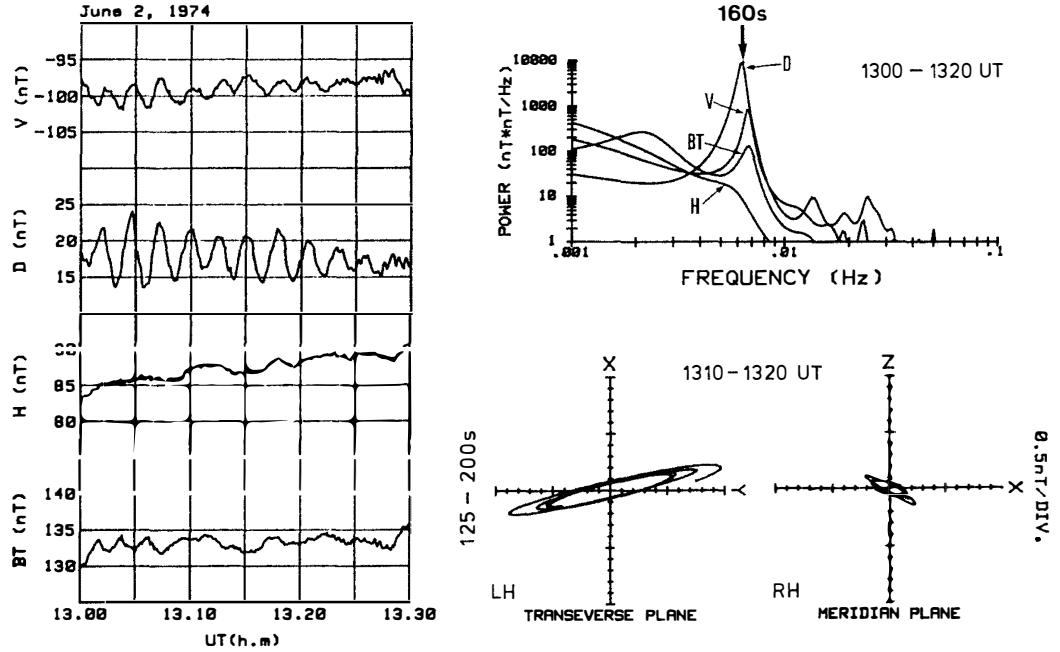 June 2, 1974
V (nT)
-95
-100
-105
D (nT)
25
20
15
H (nT)
85
80
BT (nT)
140
135
130
13.00
13.10
13.20
13.30
UT(h.m)
160s
1300-1320 UT
POWER (nT*nT/Hz)
10000
1000
100
10
1
D
V
BT
H
.001
.01
.1
FREQUENCY (Hz)
1310-1320 UT
125-200s
X
Y
LH
TRANSEVERSE PLANE
Z
X
0.5nT/DIV.
RH
MERIDIAN PLANE